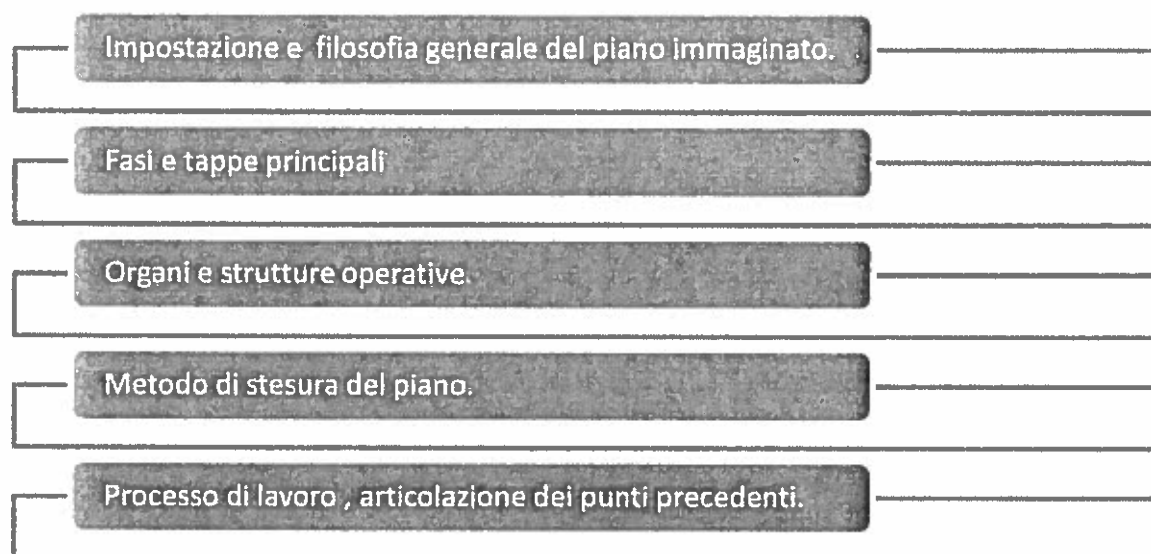 Impostazione e filosofia generale del piano immaginato.
Fasi e tappe principali
Organi e strutture operative.
Metodo di stesura del piano.
Processo di lavoro , articolazione dei punti precedenti.